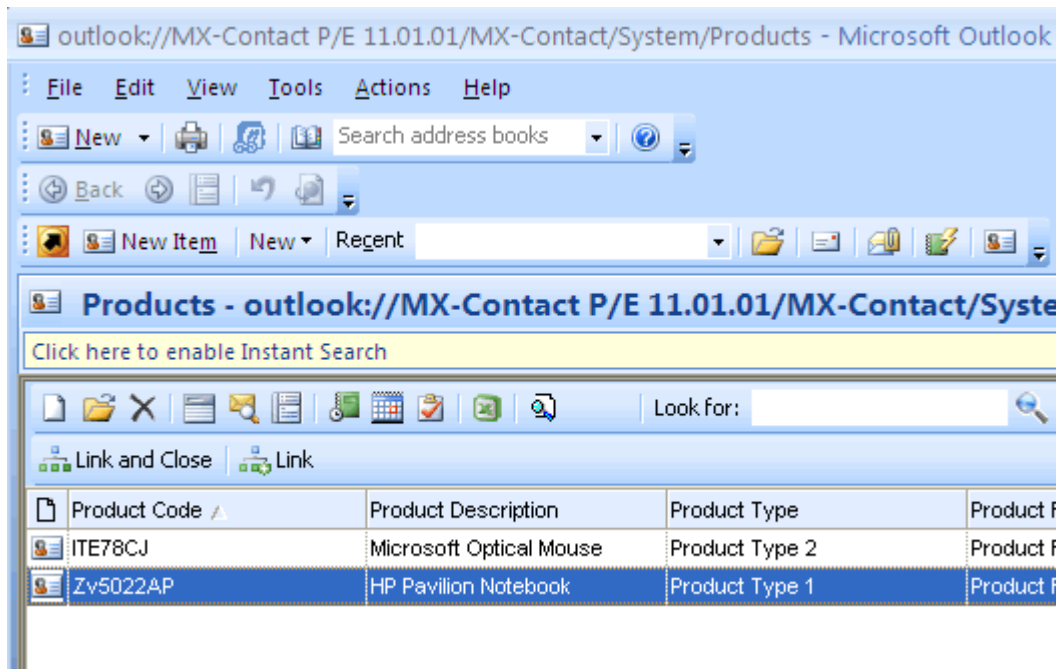 outlook://MX-Contact P/E 11.01.01/MX-Contact/System/Products - Microsoft Outlook
File Edit View Tools Actions Help
New Search address books
Back
New Item New Recent
Products - outlook://MX-Contact P/E 11.01.01/MX-Contact/Syste
Click here to enable Instant Search
Look for:
Link and Close Link
Product Code Product Description Product Type Product F
ITE78CJ Microsoft Optical Mouse Product Type 2 Product F
Zv5022AP HP Pavilion Notebook Product Type 1 Product F